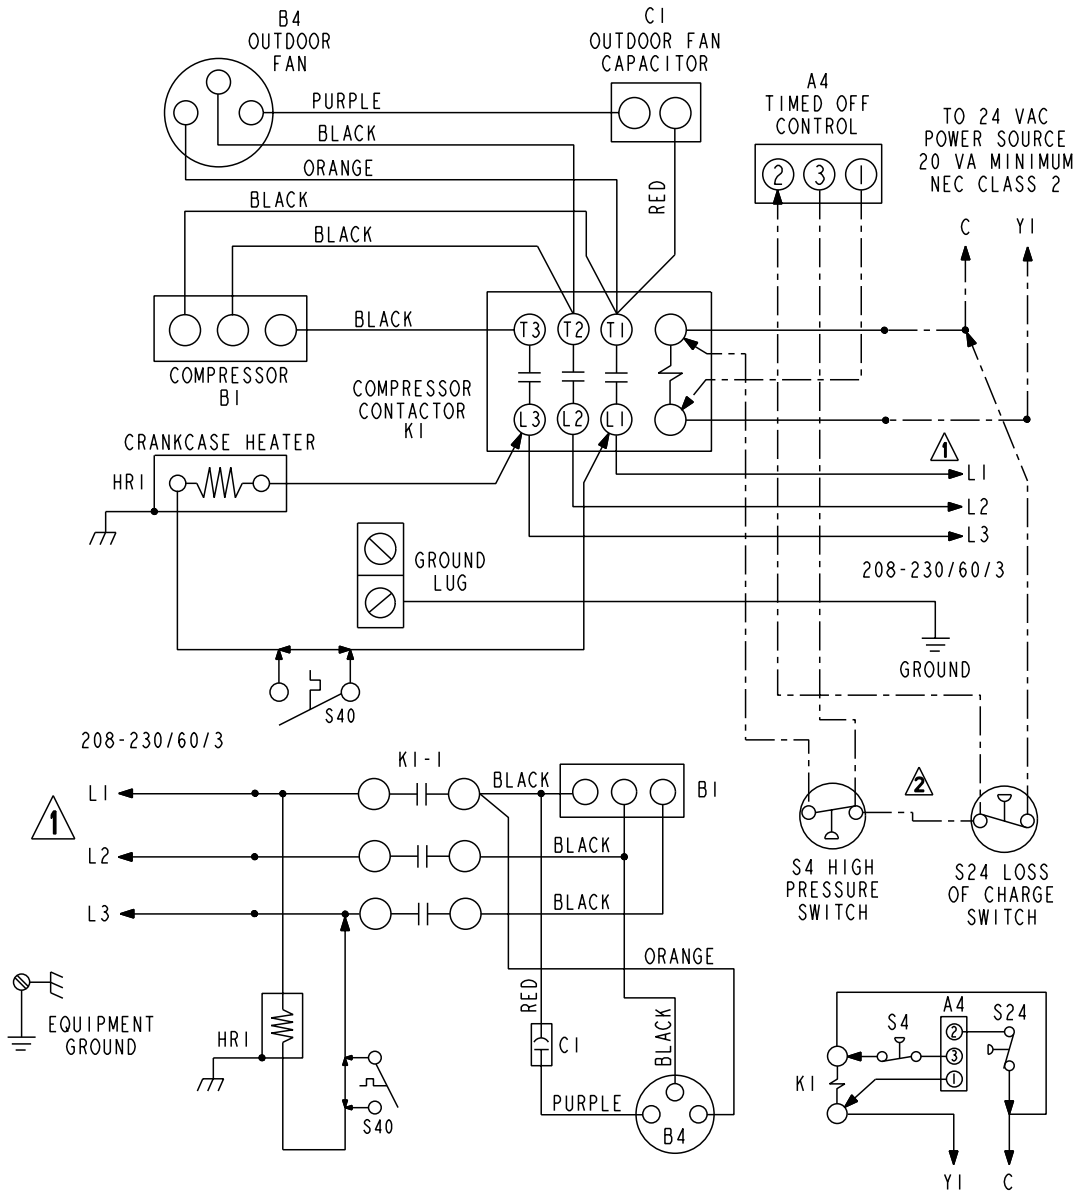 B4
OUTDOOR
FAN
C1
OUTDOOR FAN
CAPACITOR
A4
TIMED OFF
CONTROL
TO 24 VAC
POWER SOURCE
20 VA MINIMUM
NEC CLASS 2
PURPLE
BLACK
ORANGE
BLACK
BLACK
RED
2 3 1
C Y1
BLACK
T3 T2 T1
COMPRESSOR
B1
COMPRESSOR
CONTACTOR
K1
L3 L2 L1
CRANKCASE HEATER
HR1
1
L1
L2
L3
208-230/60/3
GROUND
LUG
GROUND
S40
208-230/60/3
K1-1
BLACK
B1
L1
1
L2
BLACK
L3
BLACK
2
S4 HIGH
PRESSURE
SWITCH
S24 LOSS
OF CHARGE
SWITCH
ORANGE
RED
BLACK
EQUIPMENT
GROUND
HR1
C1
S40
PURPLE
B4
A4
S4
S24
2
3
1
K1
Y1 C